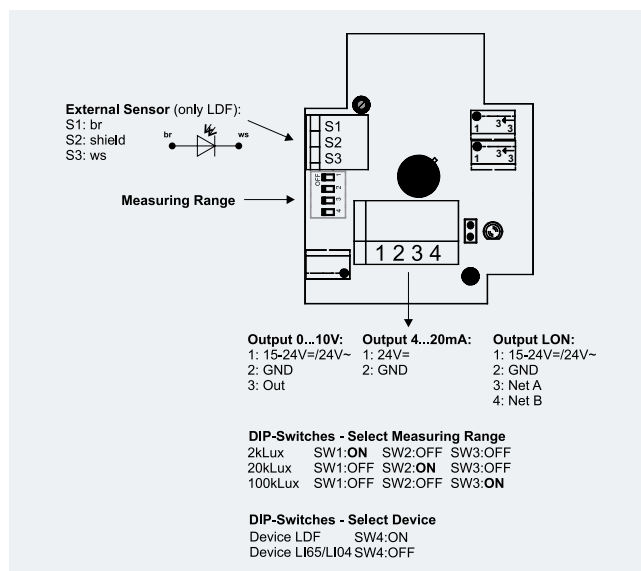 External Sensor (only LDF):
S1: br
S2: shield
S3: ws
br
ws
S1
S2
S3
OFF
1
2
3
4
1 3 3
1 3 3
Measuring Range
1 2 3 4
Output 0...10V:
1: 15-24V=/24V~
2: GND
3: Out
Output 4...20mA:
1: 24V=
2: GND
Output LON:
1: 15-24V=/24V~
2: GND
3: Net A
4: Net B
DIP-Switches - Select Measuring Range
2kLux SW1:ON SW2:OFF SW3:OFF
20kLux SW1:OFF SW2:ON SW3:OFF
100kLux SW1:OFF SW2:OFF SW3:ON
DIP-Switches - Select Device
Device LDF SW4:ON
Device LI65/LI04 SW4:OFF